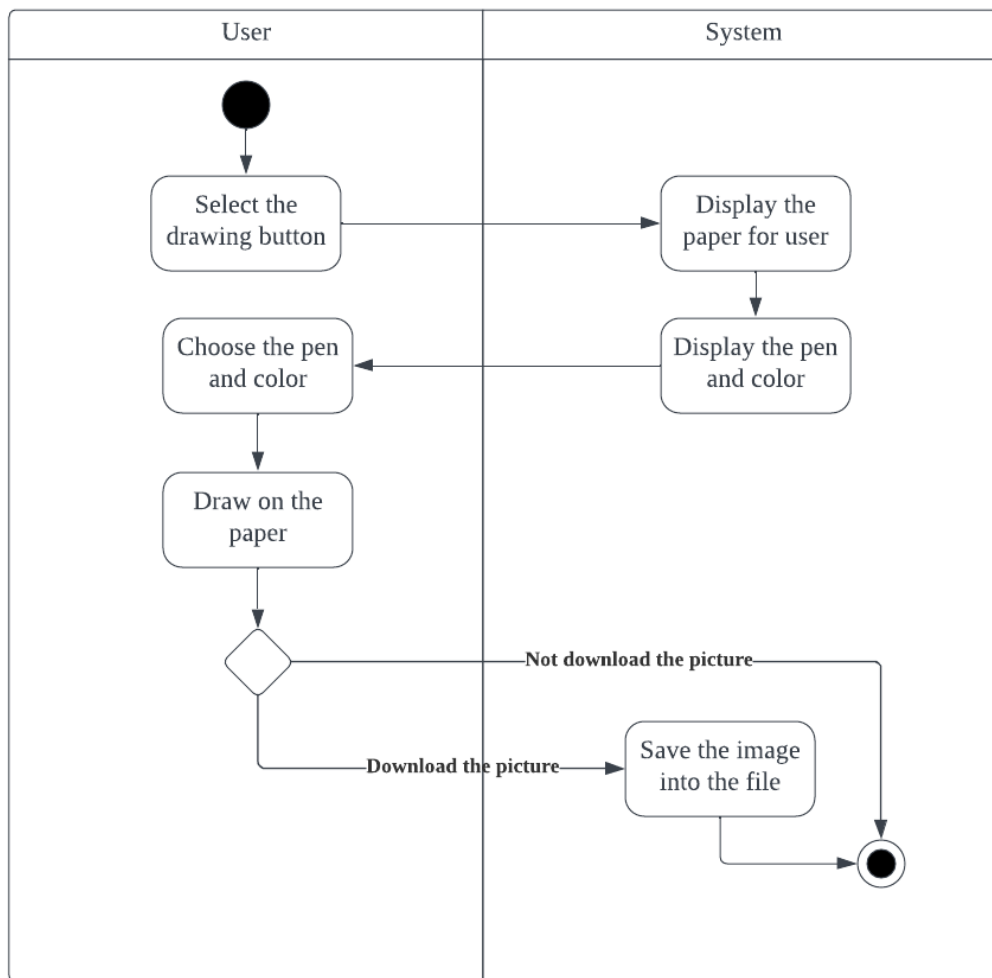 User
System
Select the
drawing button
Display the
paper for user
Choose the pen
and color
Display the pen
and color
Draw on the
paper
Not download the picture
Save the image
into the file
Download the picture